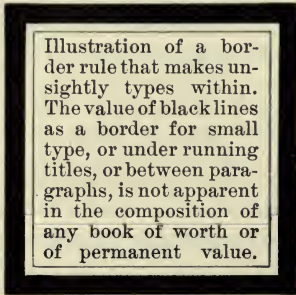 Illustration of a bor-
der rule that makes un-
sightly types within.
The value of black lines
as a border for small
type, or under running
titles, or between para-
graphs, is not apparent
in the composition of
any book of worth or
of permanent value.